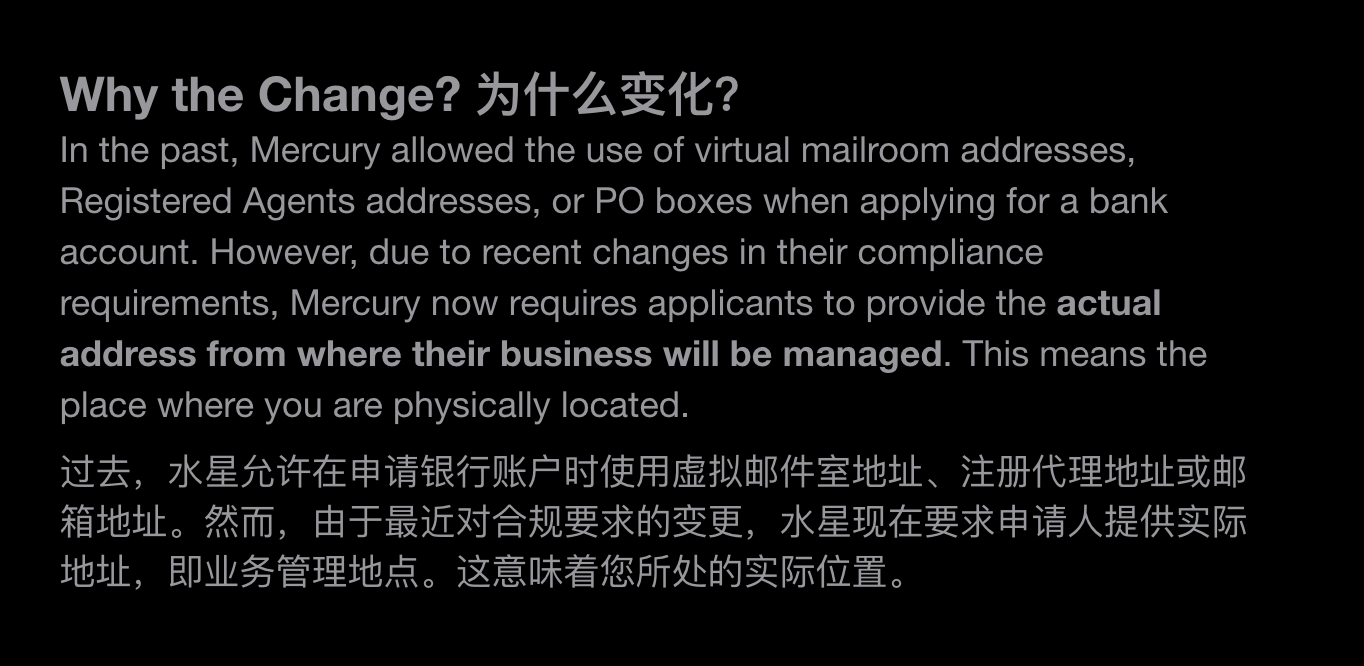 Why the Change? 为什么变化？
In the past, Mercury allowed the use of virtual mailroom addresses,
Registered Agents addresses, or PO boxes when applying for a bank
account. However, due to recent changes in their compliance
requirements, Mercury now requires applicants to provide the actual
address from where their business will be managed. This means the
place where you are physically located.
过去，水星允许在申请银行账户时使用虚拟邮件室地址、注册代理地址或邮
箱地址。然而，由于最近对合规要求的变更，水星现在要求申请人提供实际
地址，即业务管理地点。这意味着您所处的实际位置。